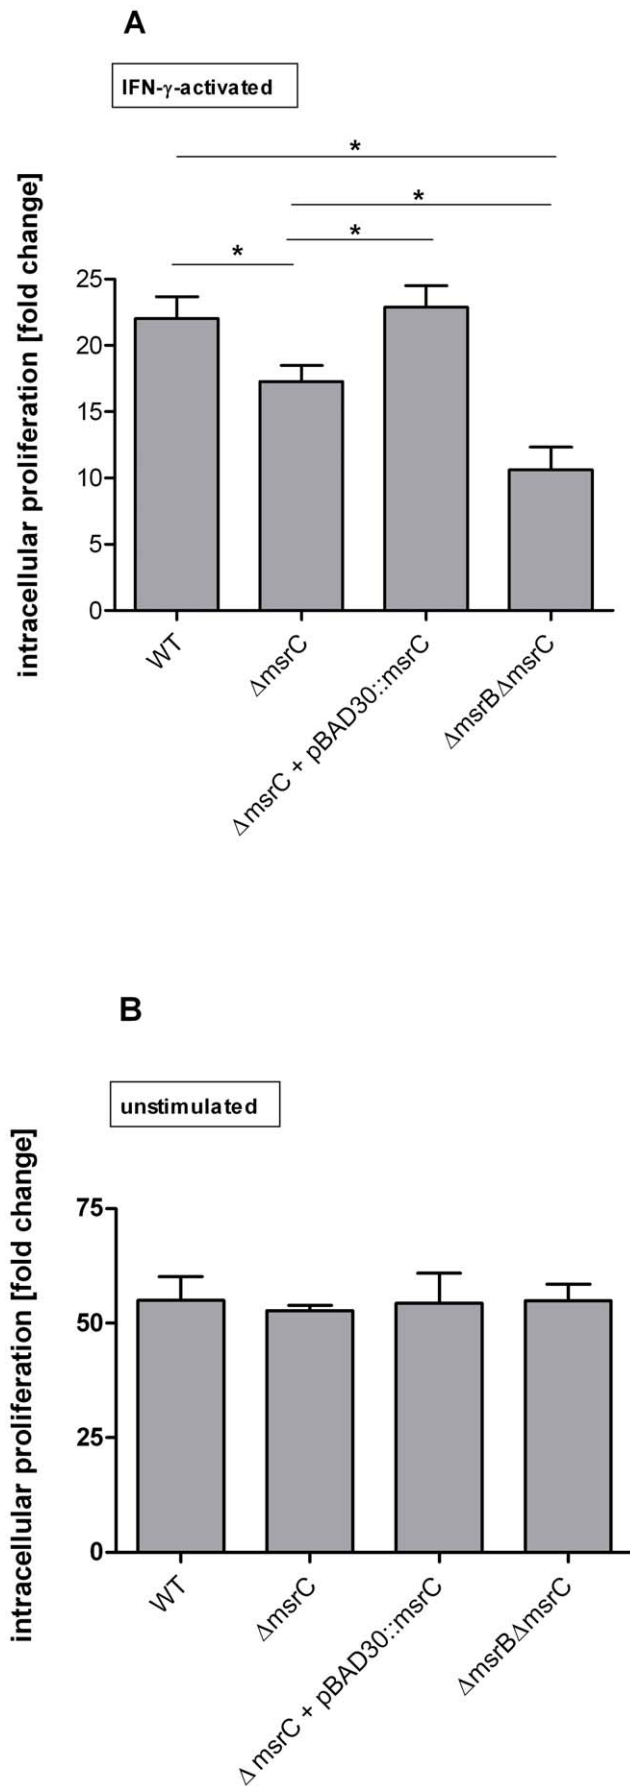 A
IFN-γ-activated
intracellular proliferation [fold change]
*
*
*
*
25
20
15
10
5
0
WT
ΔmsrC
ΔmsrC + pBAD30::msrC
ΔmsrBΔmsrC
B
unstimulated
intracellular proliferation [fold change]
75
50
25
0
WT
ΔmsrC
Δ msrC + pBAD30::msrC
ΔmsrBΔmsrC